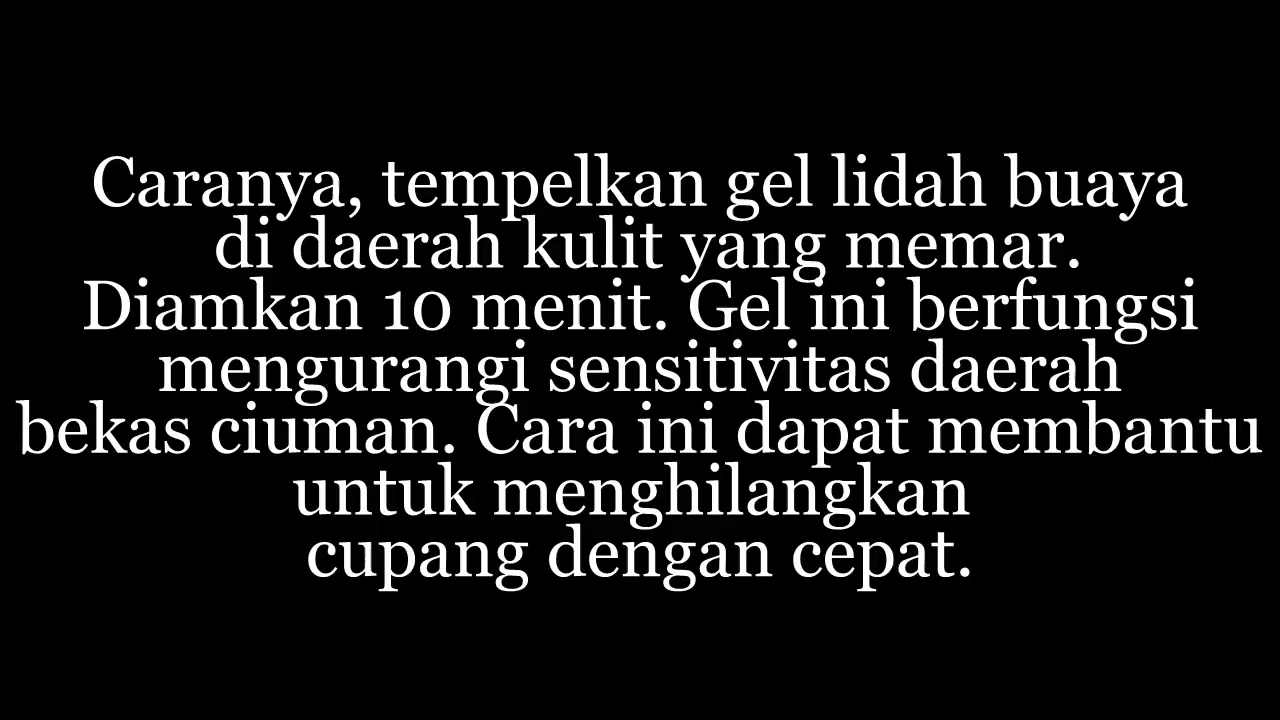 Caranya, tempelkan gel lidah buaya
di daerah kulit yang memar.
Diamkan 10 menit. Gel ini berfungsi
mengurangi sensitivitas daerah
bekas ciuman. Cara ini dapat membantu
untuk menghilangkan
cupang dengan cepat.